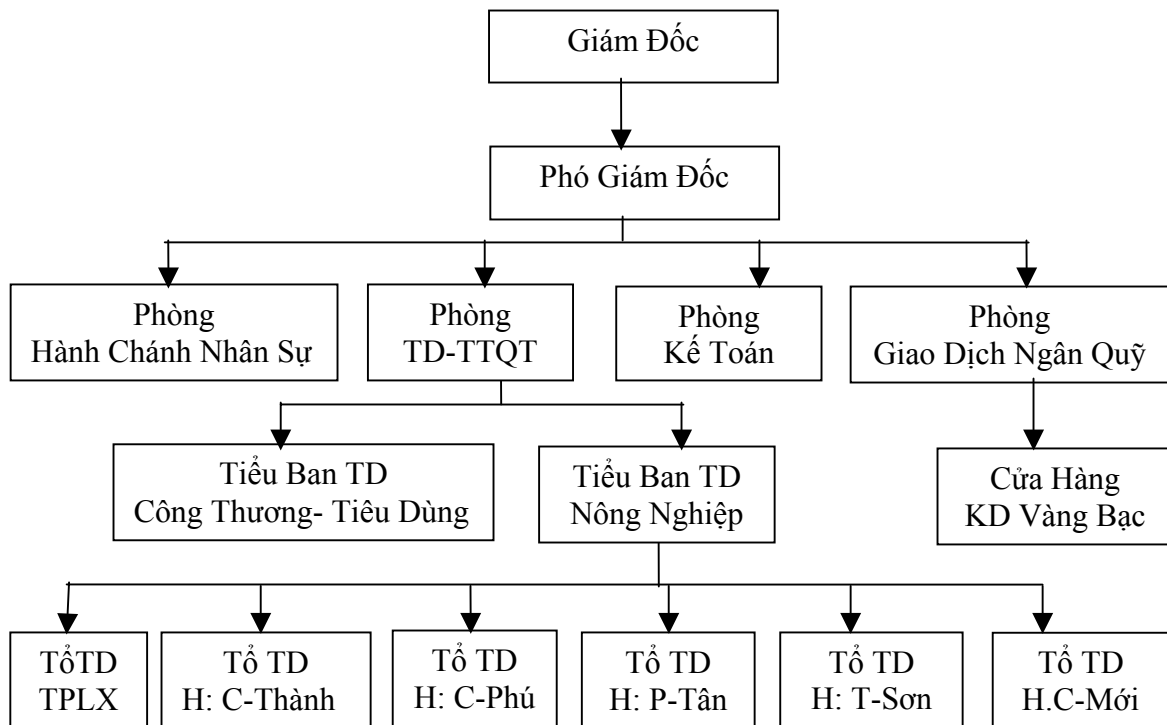 Giám Đốc
Phó Giám Đốc
Phòng
Hành Chánh Nhân Sự
Phòng
TD-TTQT
Phòng
Kế Toán
Phòng
Giao Dịch Ngân Quỹ
Tiểu Ban TD
Công Thương- Tiêu Dùng
Tiểu Ban TD
Nông Nghiệp
Cửa Hàng
KD Vàng Bạc
TổTD
TPLX
Tổ TD
H: C-Thành
Tổ TD
H: C-Phú
Tổ TD
H: P-Tân
Tổ TD
H: T-Sơn
Tổ TD
H.C-Mới